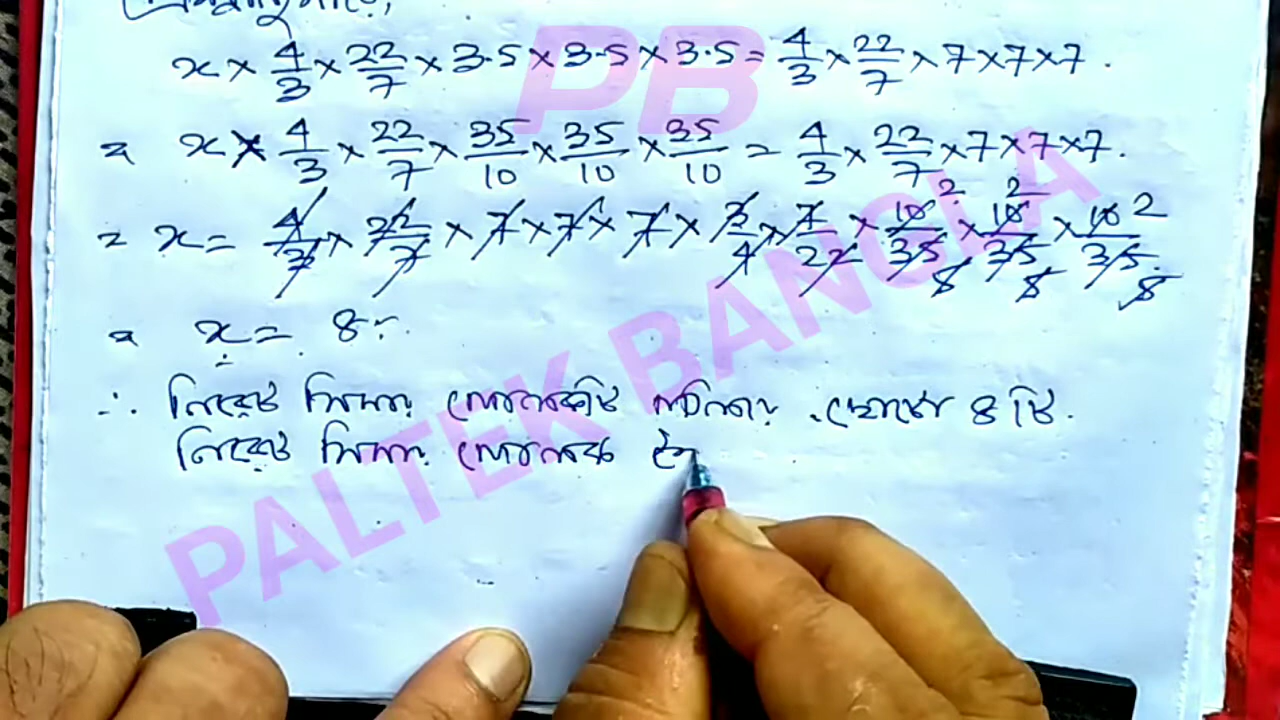 x × 4/3 × 22/7 × 3.5 × 3.5 × 3.5 = 4/3 × 22/7 × 7 × 7 × 7.
= x × 4/3 × 22/7 × 35/10 × 35/10 × 35/10 = 4/3 × 22/7 × 7 × 7 × 7.
= x = 4/3 × 22/7 × 7 × 7 × 7 × 3/4 × 7/22 × 10/35 × 10/35 × 10/35
= x = 8
∴ নিরেট সিসার গোলকটি গলিয়ে ছোটো 8 টি
নিরেট সিসার গোলক
PB
PALTEK BANGLA